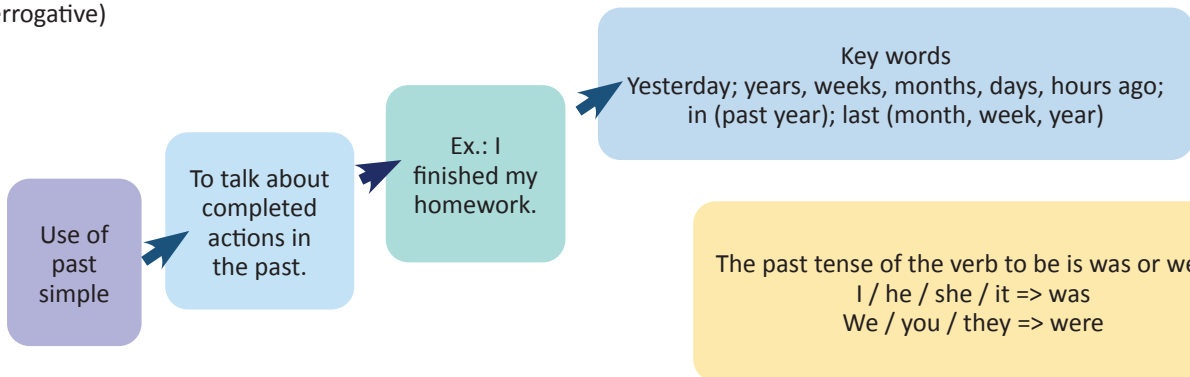 Key words
Yesterday; years, weeks, months, days, hours ago;
in (past year); last (month, week, year)
Ex.: I
finished my
homework.
To talk about
completed
actions in
the past.
Use of
past
simple
The past tense of the verb to be is was or
I / he / she / it => was
We / you / they => were